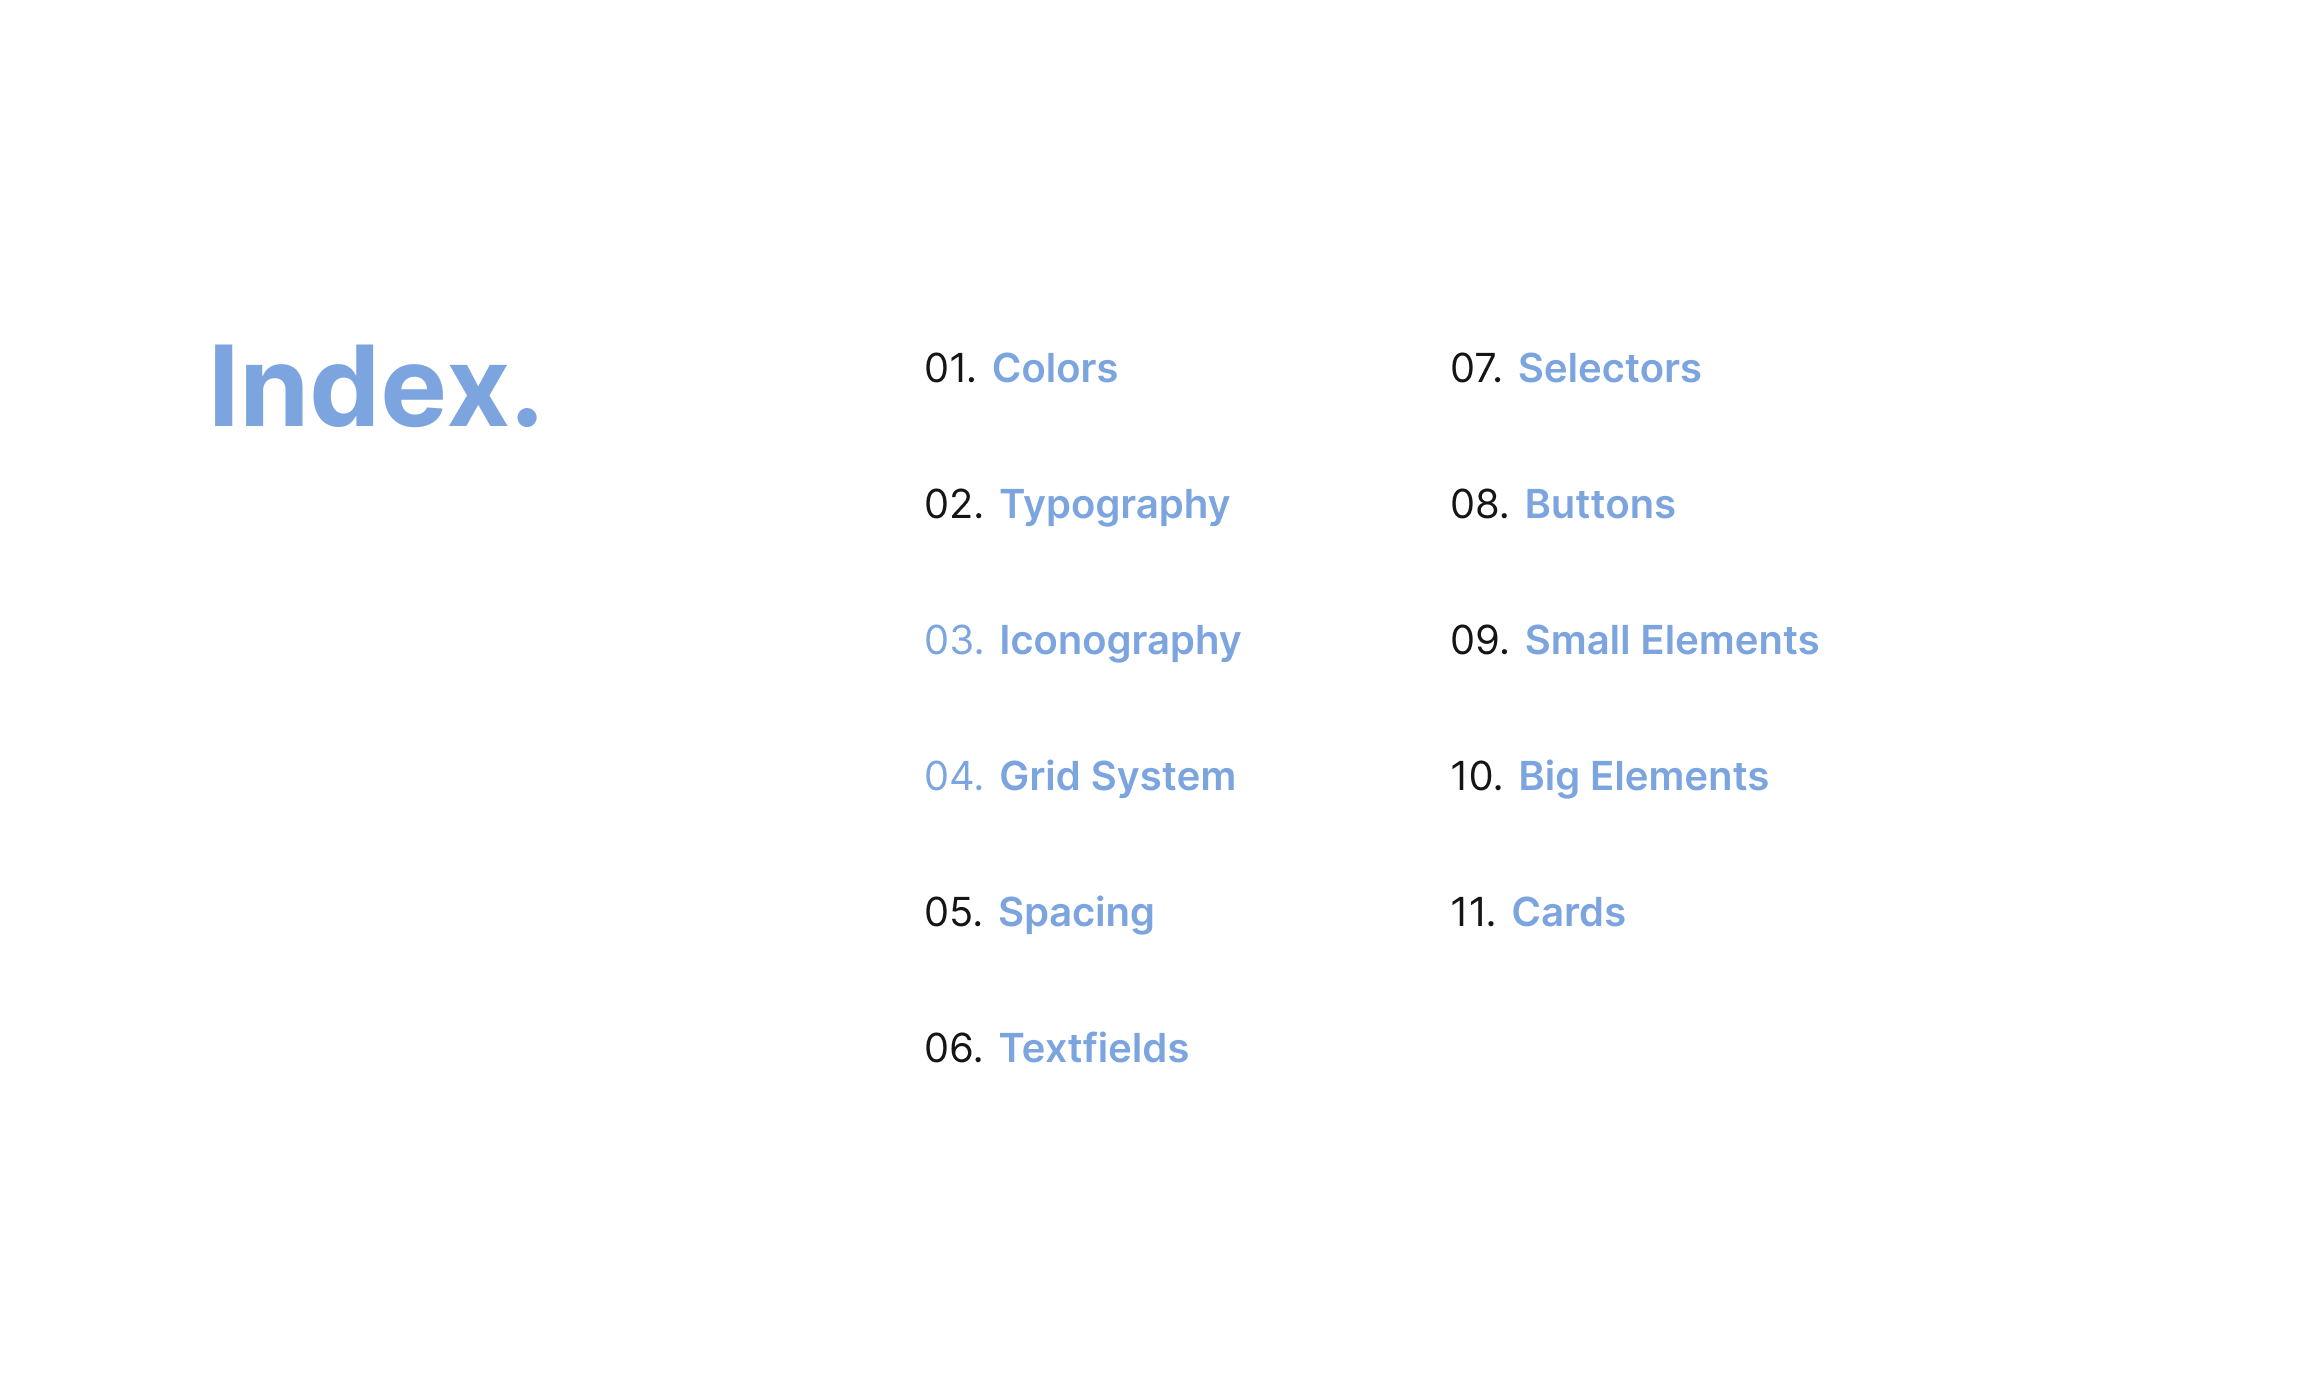 Index.
01. Colors
02. Typography
03. Iconography
04. Grid System
05. Spacing
06. Textfields
07. Selectors
08. Buttons
09. Small Elements
10. Big Elements
11. Cards